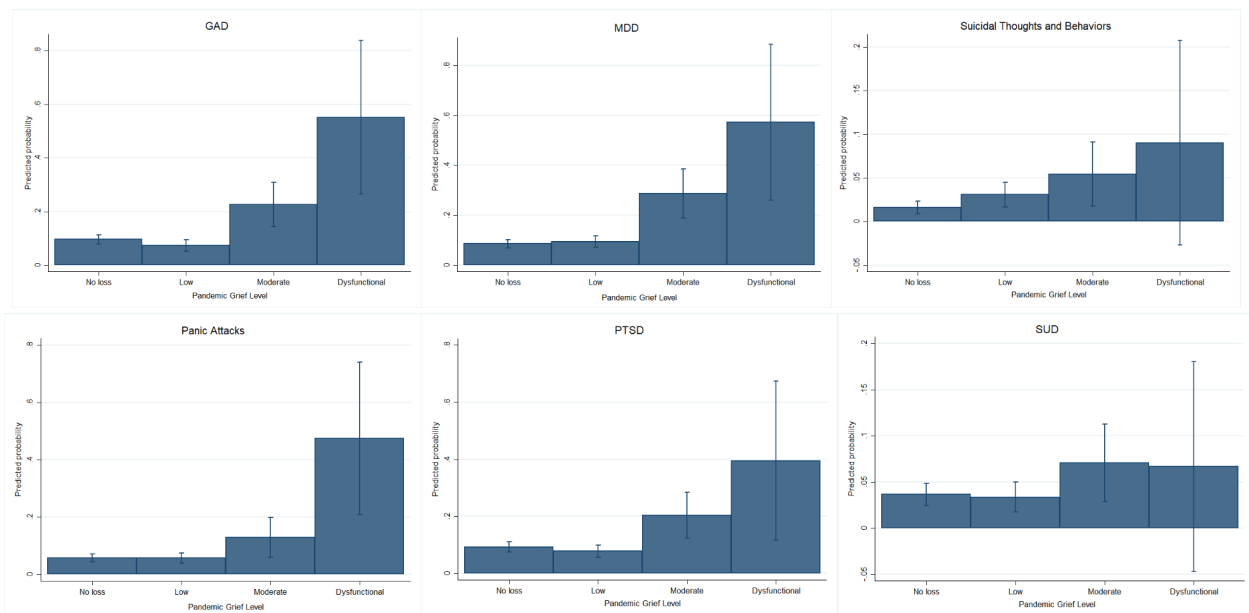 GAD
Predicted probability
0 .2 .4 .6 .8
No loss Low Moderate Dysfunctional
Pandemic Grief Level
MDD
Predicted probability
0 .2 .4 .6 .8
No loss Low Moderate Dysfunctional
Pandemic Grief Level
Suicidal Thoughts and Behaviors
Predicted probability
-.05 0 .05 .1 .15 .2
No loss Low Moderate Dysfunctional
Pandemic Grief Level
Panic Attacks
Predicted probability
0 .2 .4 .6 .8
No loss Low Moderate Dysfunctional
Pandemic Grief Level
PTSD
Predicted probability
0 .2 .4 .6 .8
No loss Low Moderate Dysfunctional
Pandemic Grief Level
SUD
Predicted probability
-.05 0 .05 .1 .15 .2
No loss Low Moderate Dysfunctional
Pandemic Grief Level